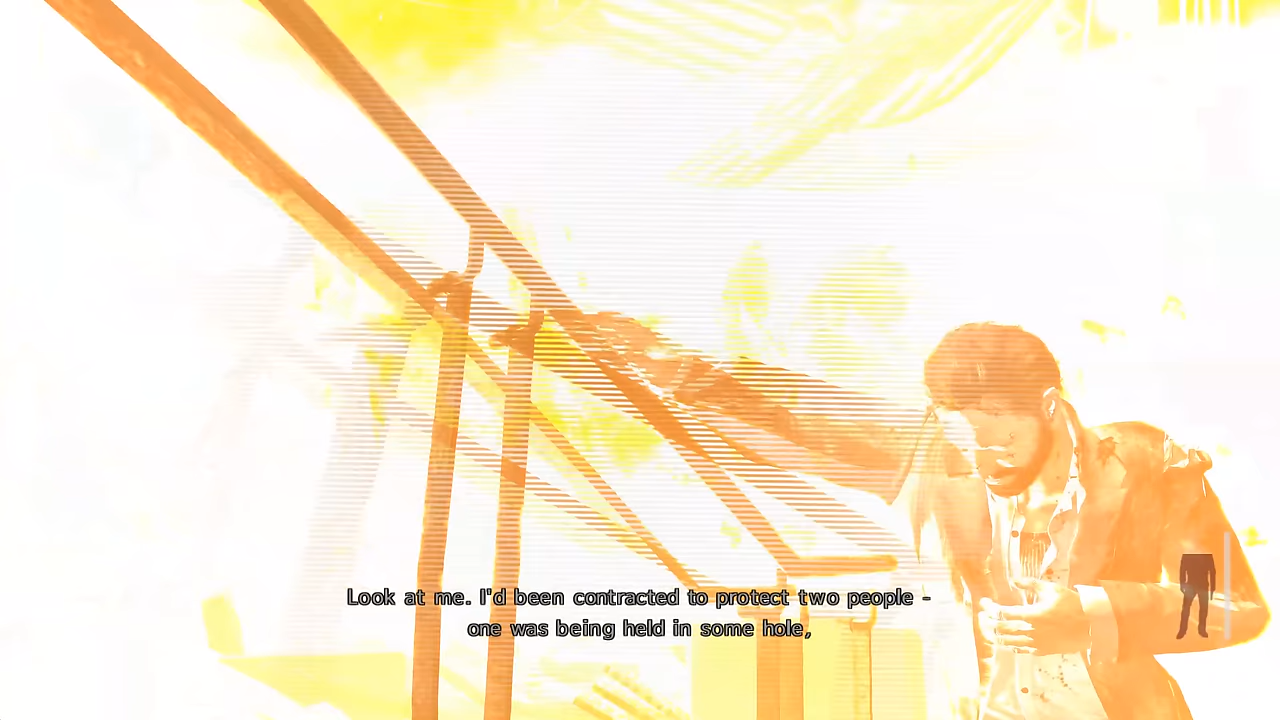 Look at me. I'd been contracted to protect two people -
one was being held in some hole,